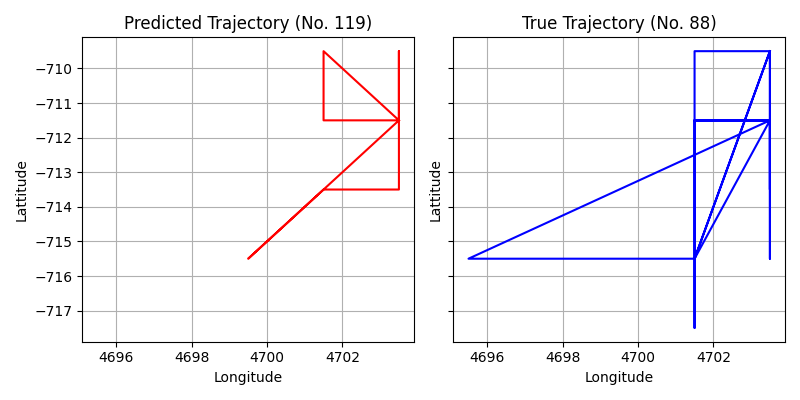 Predicted Trajectory (No. 119)
True Trajectory (No. 88)
−710
−711
−712
−713
−714
−715
−716
−717
Lattitude
Lattitude
4696
4698
4700
4702
4696
4698
4700
4702
Longitude
Longitude